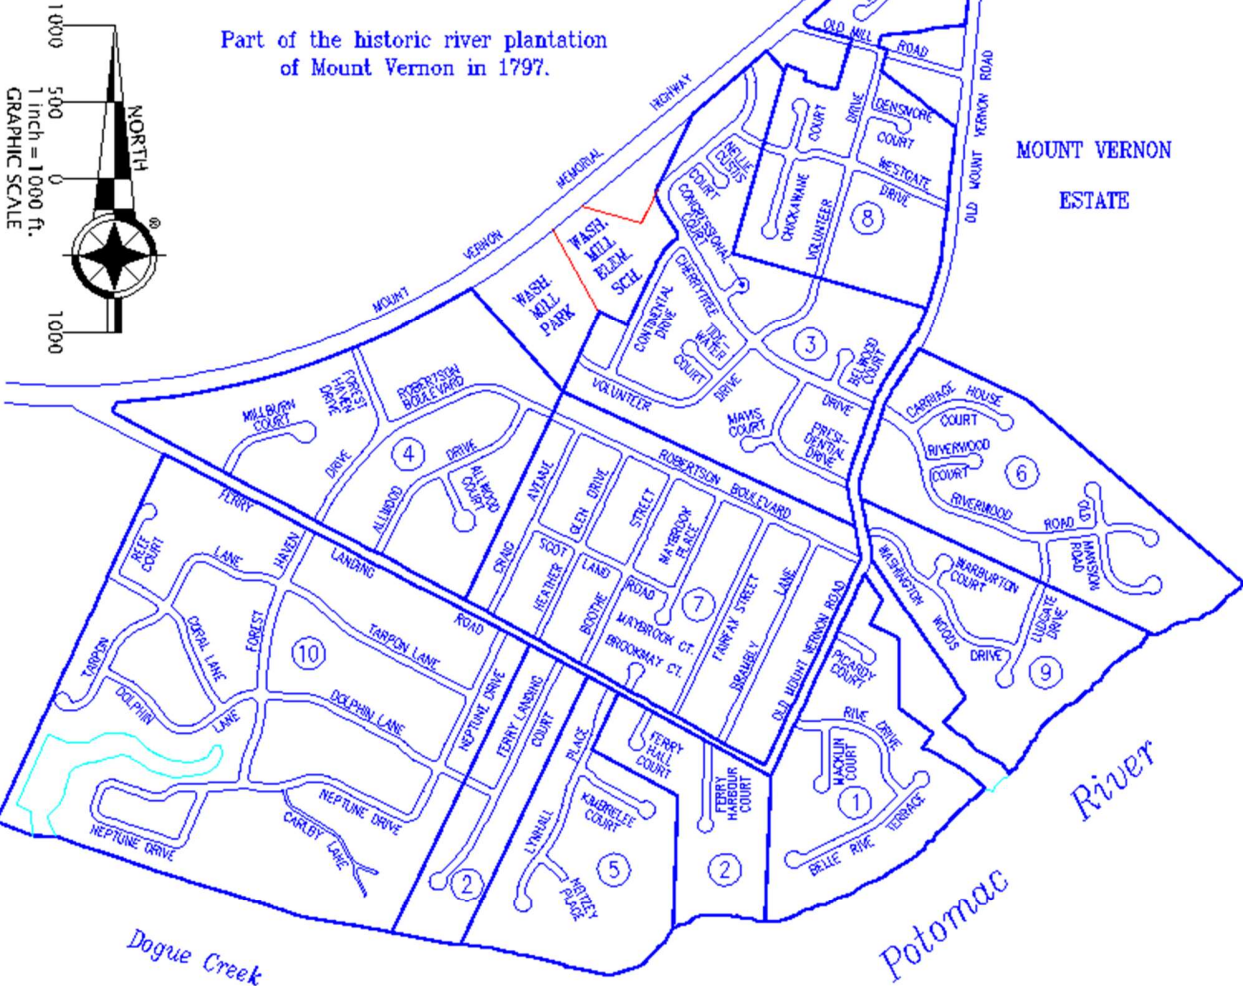 Part of the historic river plantation
of Mount Vernon in 1797.
1000
500
0
1000
1 inch = 1000 ft.
GRAPHIC SCALE
NORTH
®
MOUNT VERNON
ESTATE
OLD MILL ROAD
OLD MOUNT VERNON ROAD
MOUNT VERNON MEMORIAL HIGHWAY
DENSMORE
COURT
WESTGATE
DRIVE
CHICKAWANE
COURT
VOLUNTEER
DRIVE
8
NELLIE
CUSTIS
COURT
CONGRESSIONAL
COURT
CHERRYTREE
DRIVE
WASH.
MILL
ELEM.
SCH.
WASH.
MILL
PARK
CONTINENTAL
DRIVE
TIDE-
WATER
COURT
VOLUNTEER
DRIVE
3
BELWOOD
COURT
MAVIS
COURT
PRESI-
DENTIAL
DRIVE
CARRIAGE HOUSE
COURT
RIVERWOOD
COURT
6
RIVERWOOD ROAD
OLD
MANSION
ROAD
FOREST
HAVEN
DRIVE
ROBERTSON
BOULEVARD
MILLBURN
COURT
DRIVE
4
ALLWOOD DRIVE
ALLWOOD
COURT
ROBERTSON BOULEVARD
CRAIG AVENUE
GLEN DRIVE
STREET
MAYBROOK
PLACE
SCOT
LAND
ROAD
HEATHER
BOOTHE
7
MAYBROOK CT.
BROOKWAY CT.
FAIRFAX STREET
BRAMBLY LANE
OLD MOUNT VERNON ROAD
WASHINGTON WOODS DRIVE
WARBURTON
COURT
LUDGATE
DRIVE
9
FERRY LANDING ROAD
REEF
COURT
LANE
TARPON
CORAL LANE
FOREST HAVEN
TARPON LANE
10
DOLPHIN LANE
DOLPHIN LANE
NEPTUNE DRIVE
FERRY LANDING
COURT
NEPTUNE DRIVE
CARLBY LANE
NEPTUNE DRIVE
2
LYNHALL PLACE
KIMBRELEE
COURT
NEITZEY
PLACE
5
FERRY
HALL
COURT
FERRY
HARBOUR
COURT
2
PICARDY
COURT
RIVE DRIVE
MACKLIN
COURT
1
BELLE RIVE TERRACE
Dogue Creek
Potomac River